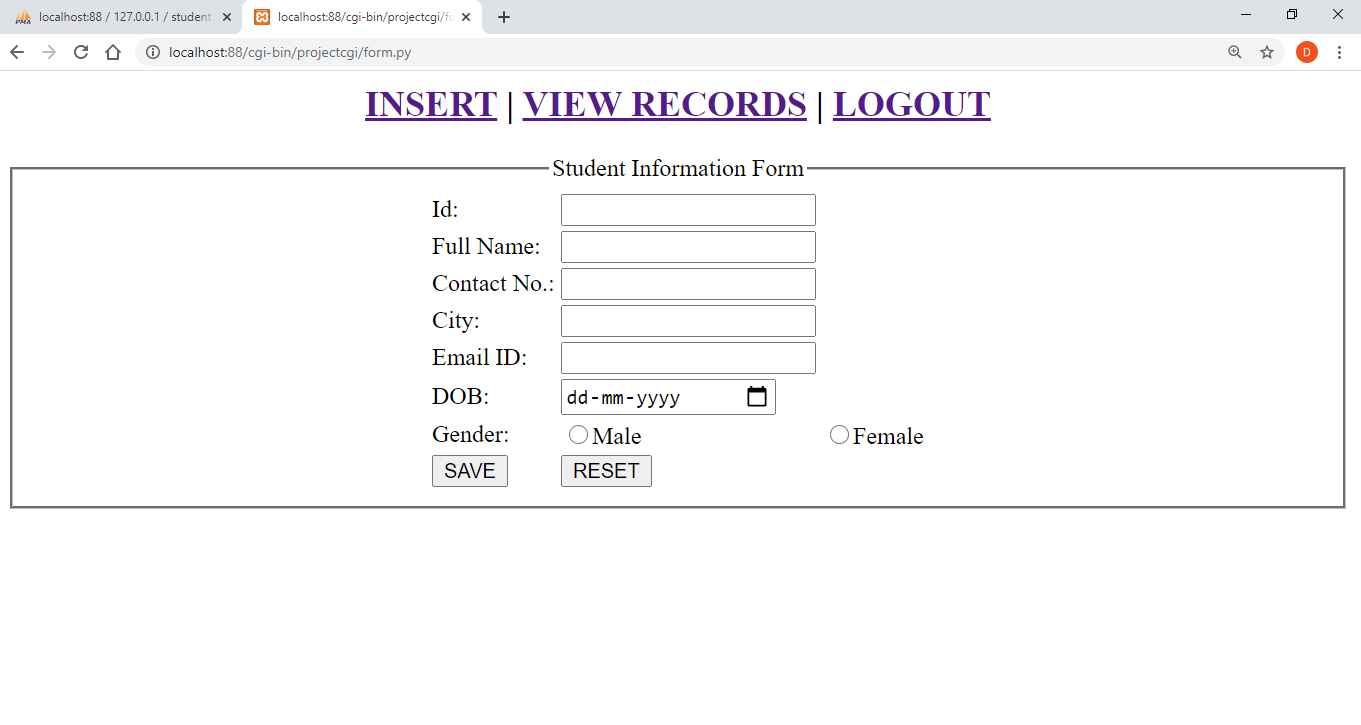 localhost:88 / 127.0.0.1 / student
localhost:88/cgi-bin/projectcgi/fo
localhost:88/cgi-bin/projectcgi/form.py
D
INSERT | VIEW RECORDS | LOGOUT
Student Information Form
Id:
Full Name:
Contact No.:
City:
Email ID:
DOB: dd-mm-yyyy
Gender: Male Female
SAVE RESET